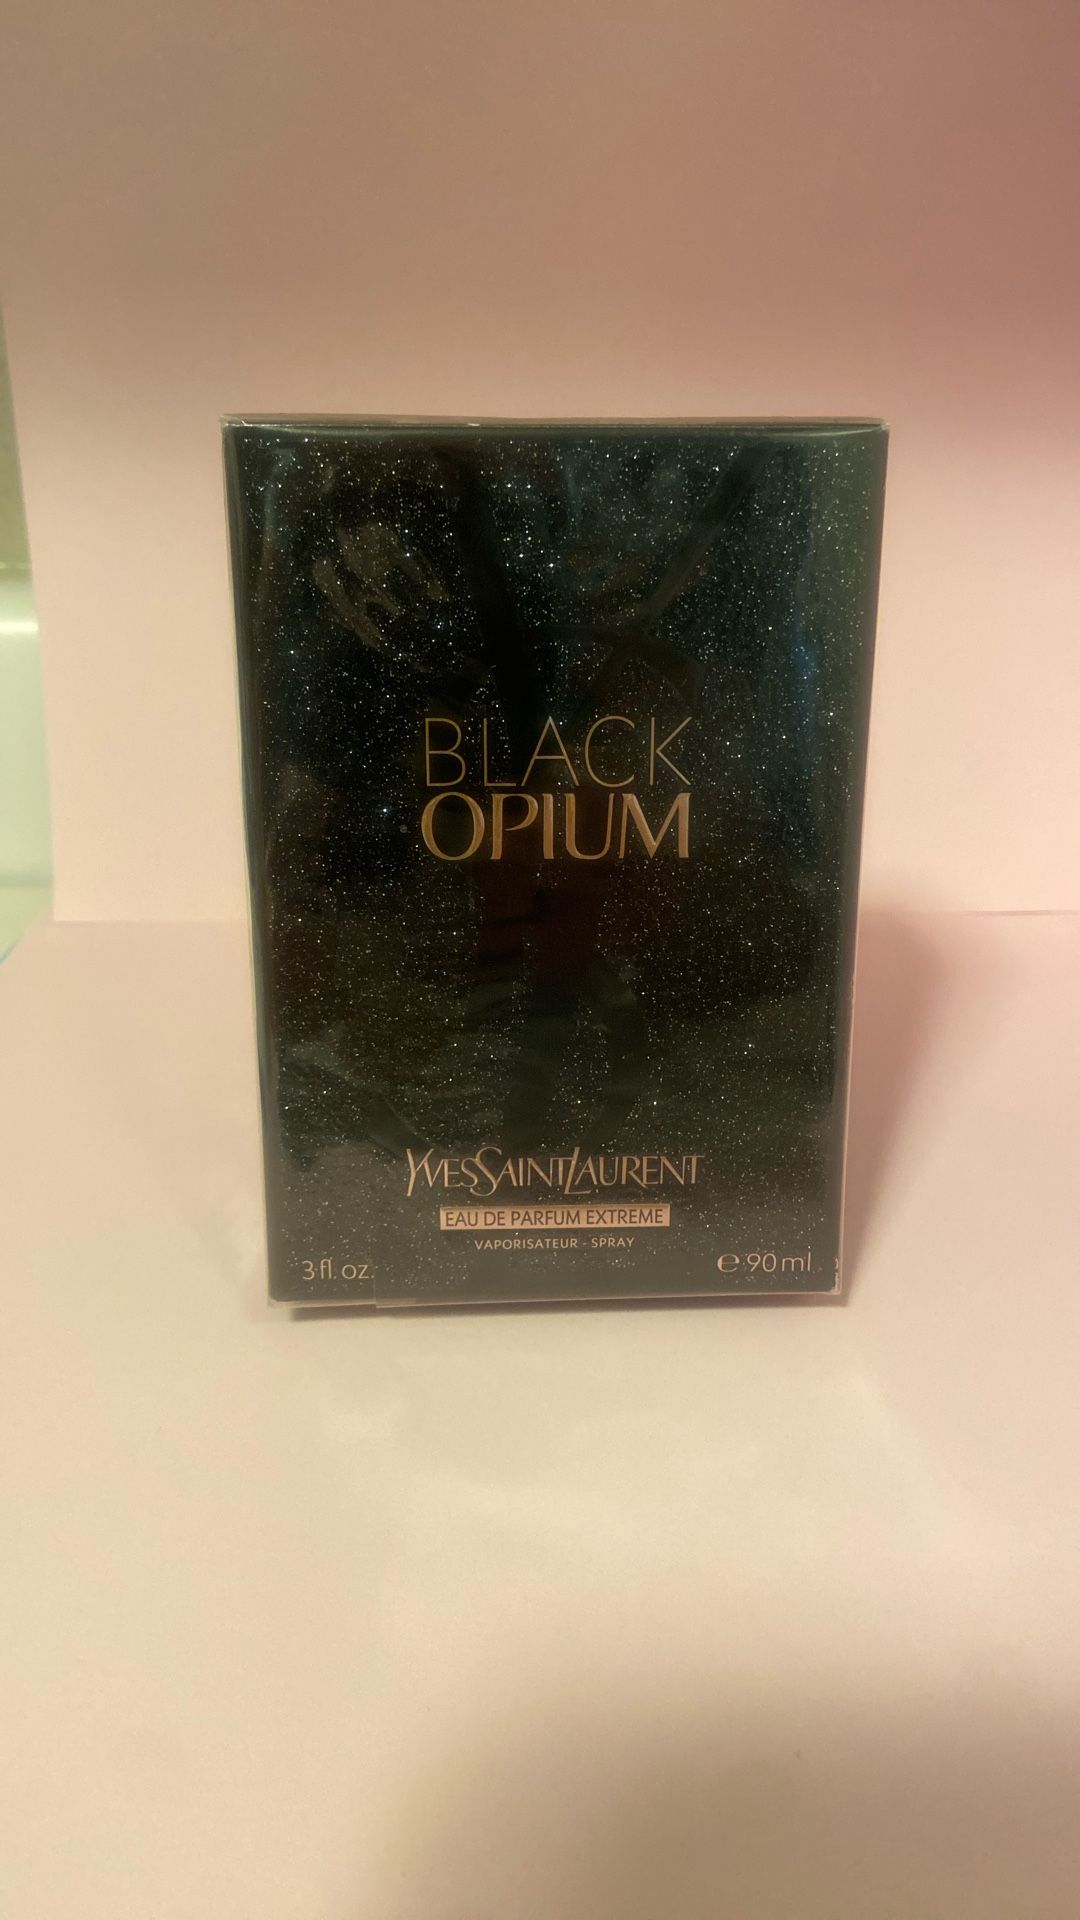 BLACK
OPIUM
YVESSAINTLAURENT
EAU DE PARFUM EXTREME
VAPORISATEUR - SPRAY
3 fl. oz. ℮ 90 ml